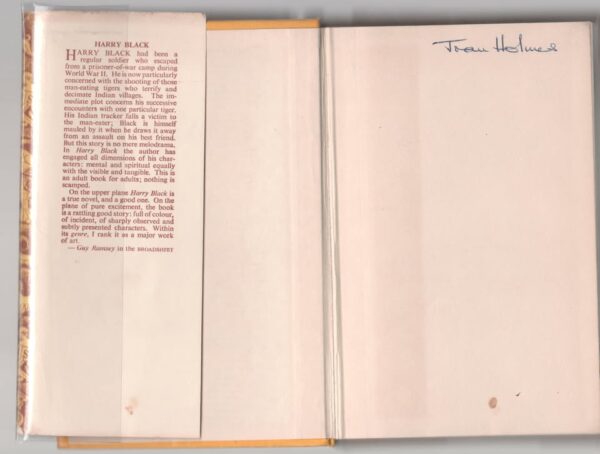 HARRY BLACK
HARRY BLACK had been a
regular soldier who escaped
from a prisoner-of-war camp during
World War II. He is now particularly
concerned with the shooting of those
man-eating tigers who terrify and
decimate Indian villages. The im-
mediate plot concerns his successive
encounters with one particular tiger.
His Indian tracker falls a victim to
the man-eater; Black is himself
mauled by it when he draws it away
from an assault on his best friend.
But this story is no mere melodrama.
In Harry Black the author has
engaged all dimensions of his char-
acters: mental and spiritual equally
with the visible and tangible. This is
an adult book for adults; nothing is
scamped.
On the upper plane Harry Black is
a true novel, and a good one. On the
plane of pure excitement, the book
is a rattling good story: full of colour,
of incident, of sharply observed and
subtly presented characters. Within
its genre, I rank it as a major work
of art.
— Guy Ramsey in the BROADSHEET
Joan Holmes